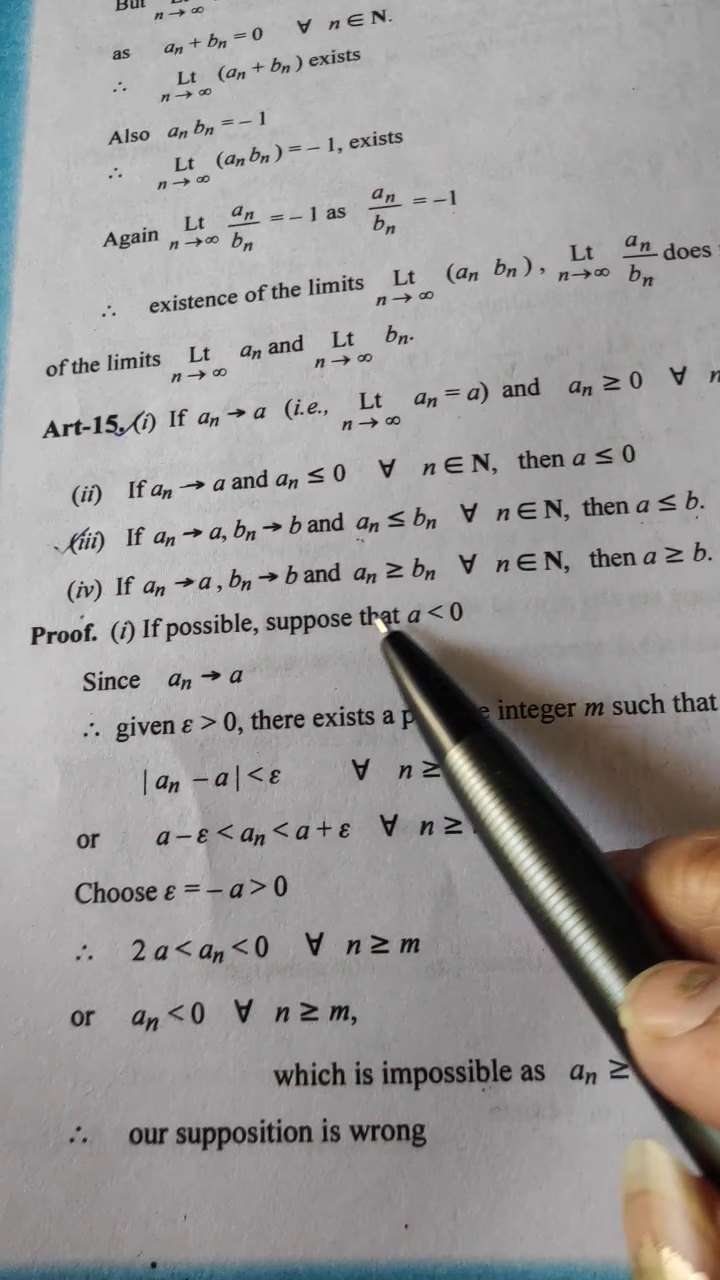 But
n → ∞
as an + bn = 0 ∀ n ∈ N.
∴ Lt n → ∞ (an + bn) exists
Also an bn = – 1
∴ Lt n → ∞ (an bn) = – 1, exists
Again Lt n → ∞ an/bn = – 1 as an/bn = –1
∴ existence of the limits Lt n → ∞ (an bn), Lt n → ∞ an/bn does
of the limits Lt n → ∞ an and Lt n → ∞ bn.
Art-15. (i) If an → a (i.e., Lt n → ∞ an = a) and an ≥ 0 ∀ n
(ii) If an → a and an ≤ 0 ∀ n ∈ N, then a ≤ 0
(iii) If an → a, bn → b and an ≤ bn ∀ n ∈ N, then a ≤ b.
(iv) If an → a, bn → b and an ≥ bn ∀ n ∈ N, then a ≥ b.
Proof. (i) If possible, suppose that a < 0
Since an → a
∴ given ε > 0, there exists a integer m such that
| an – a | < ε ∀ n ≥
or a – ε < an < a + ε ∀ n ≥
Choose ε = – a > 0
∴ 2 a < an < 0 ∀ n ≥ m
or an < 0 ∀ n ≥ m,
which is impossible as an ≥
∴ our supposition is wrong